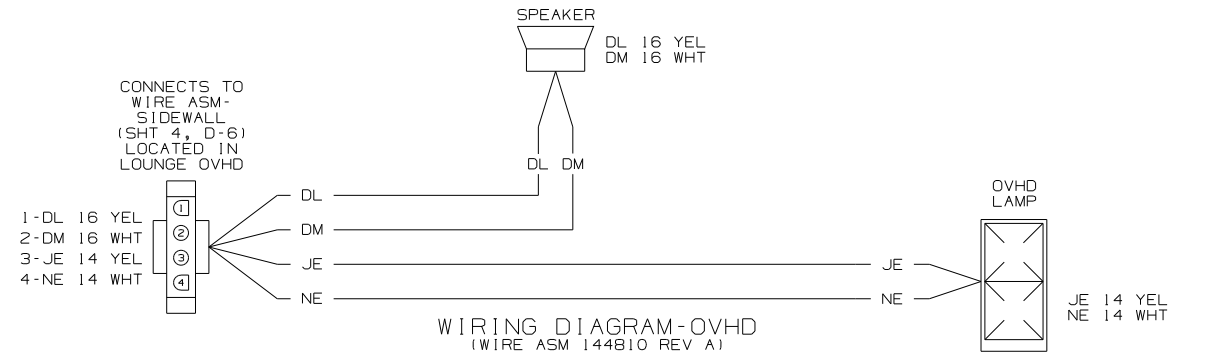 SPEAKER
DL 16 YEL
DM 16 WHT
CONNECTS TO
WIRE ASM-
SIDEWALL
(SHT 4, D-6)
LOCATED IN
LOUNGE OVHD
DL DM
1
2
3
4
1-DL 16 YEL
2-DM 16 WHT
3-JE 14 YEL
4-NE 14 WHT
DL
DM
JE
NE
JE
NE
OVHD
LAMP
JE 14 YEL
NE 14 WHT
WIRING DIAGRAM-OVHD
(WIRE ASM 144810 REV A)